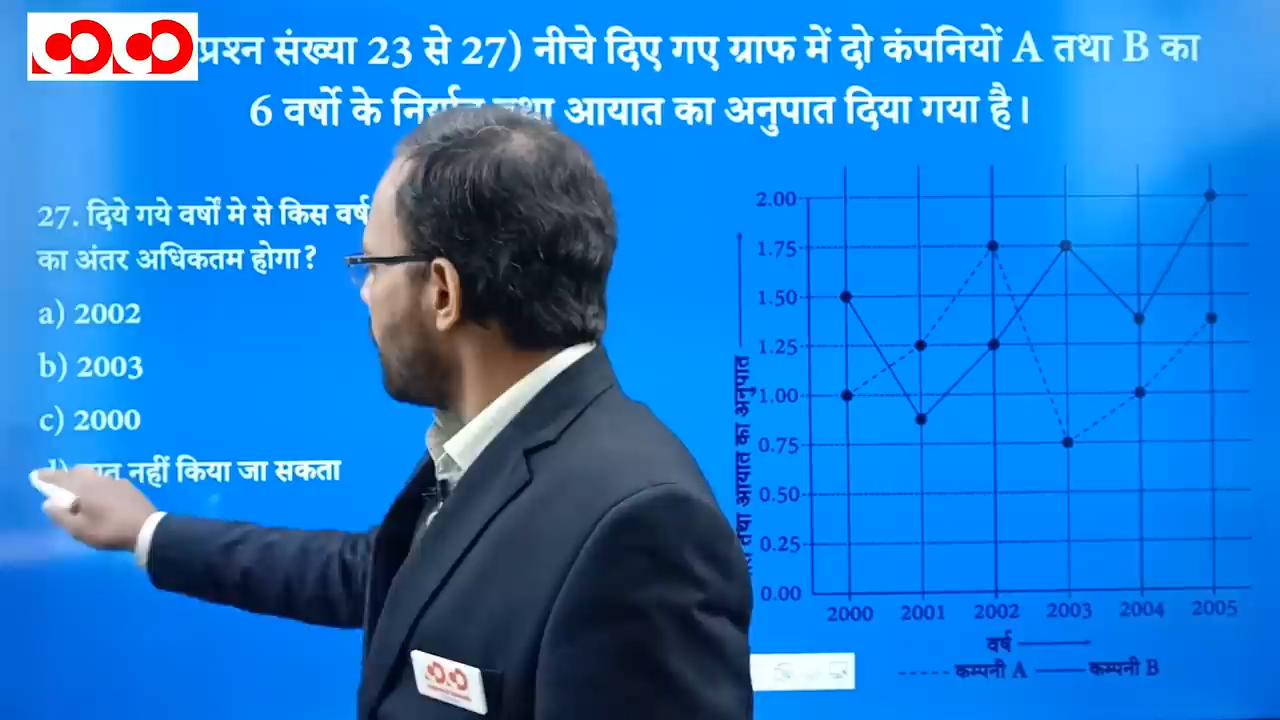 प्रश्न संख्या 23 से 27) नीचे दिए गए ग्राफ में दो कंपनियों A तथा B का
6 वर्षो के तथा आयात का अनुपात दिया गया है।
27. दिये गये वर्षों मे से किस वर्ष
का अंतर अधिकतम होगा?
a) 2002
b) 2003
c) 2000
d) नहीं किया जा सकता
2.00
1.75
1.50
1.25
1.00
0.75
0.50
0.25
0.00
तथा आयात का अनुपात
2000 2001 2002 2003 2004 2005
वर्ष
कम्पनी A कम्पनी B